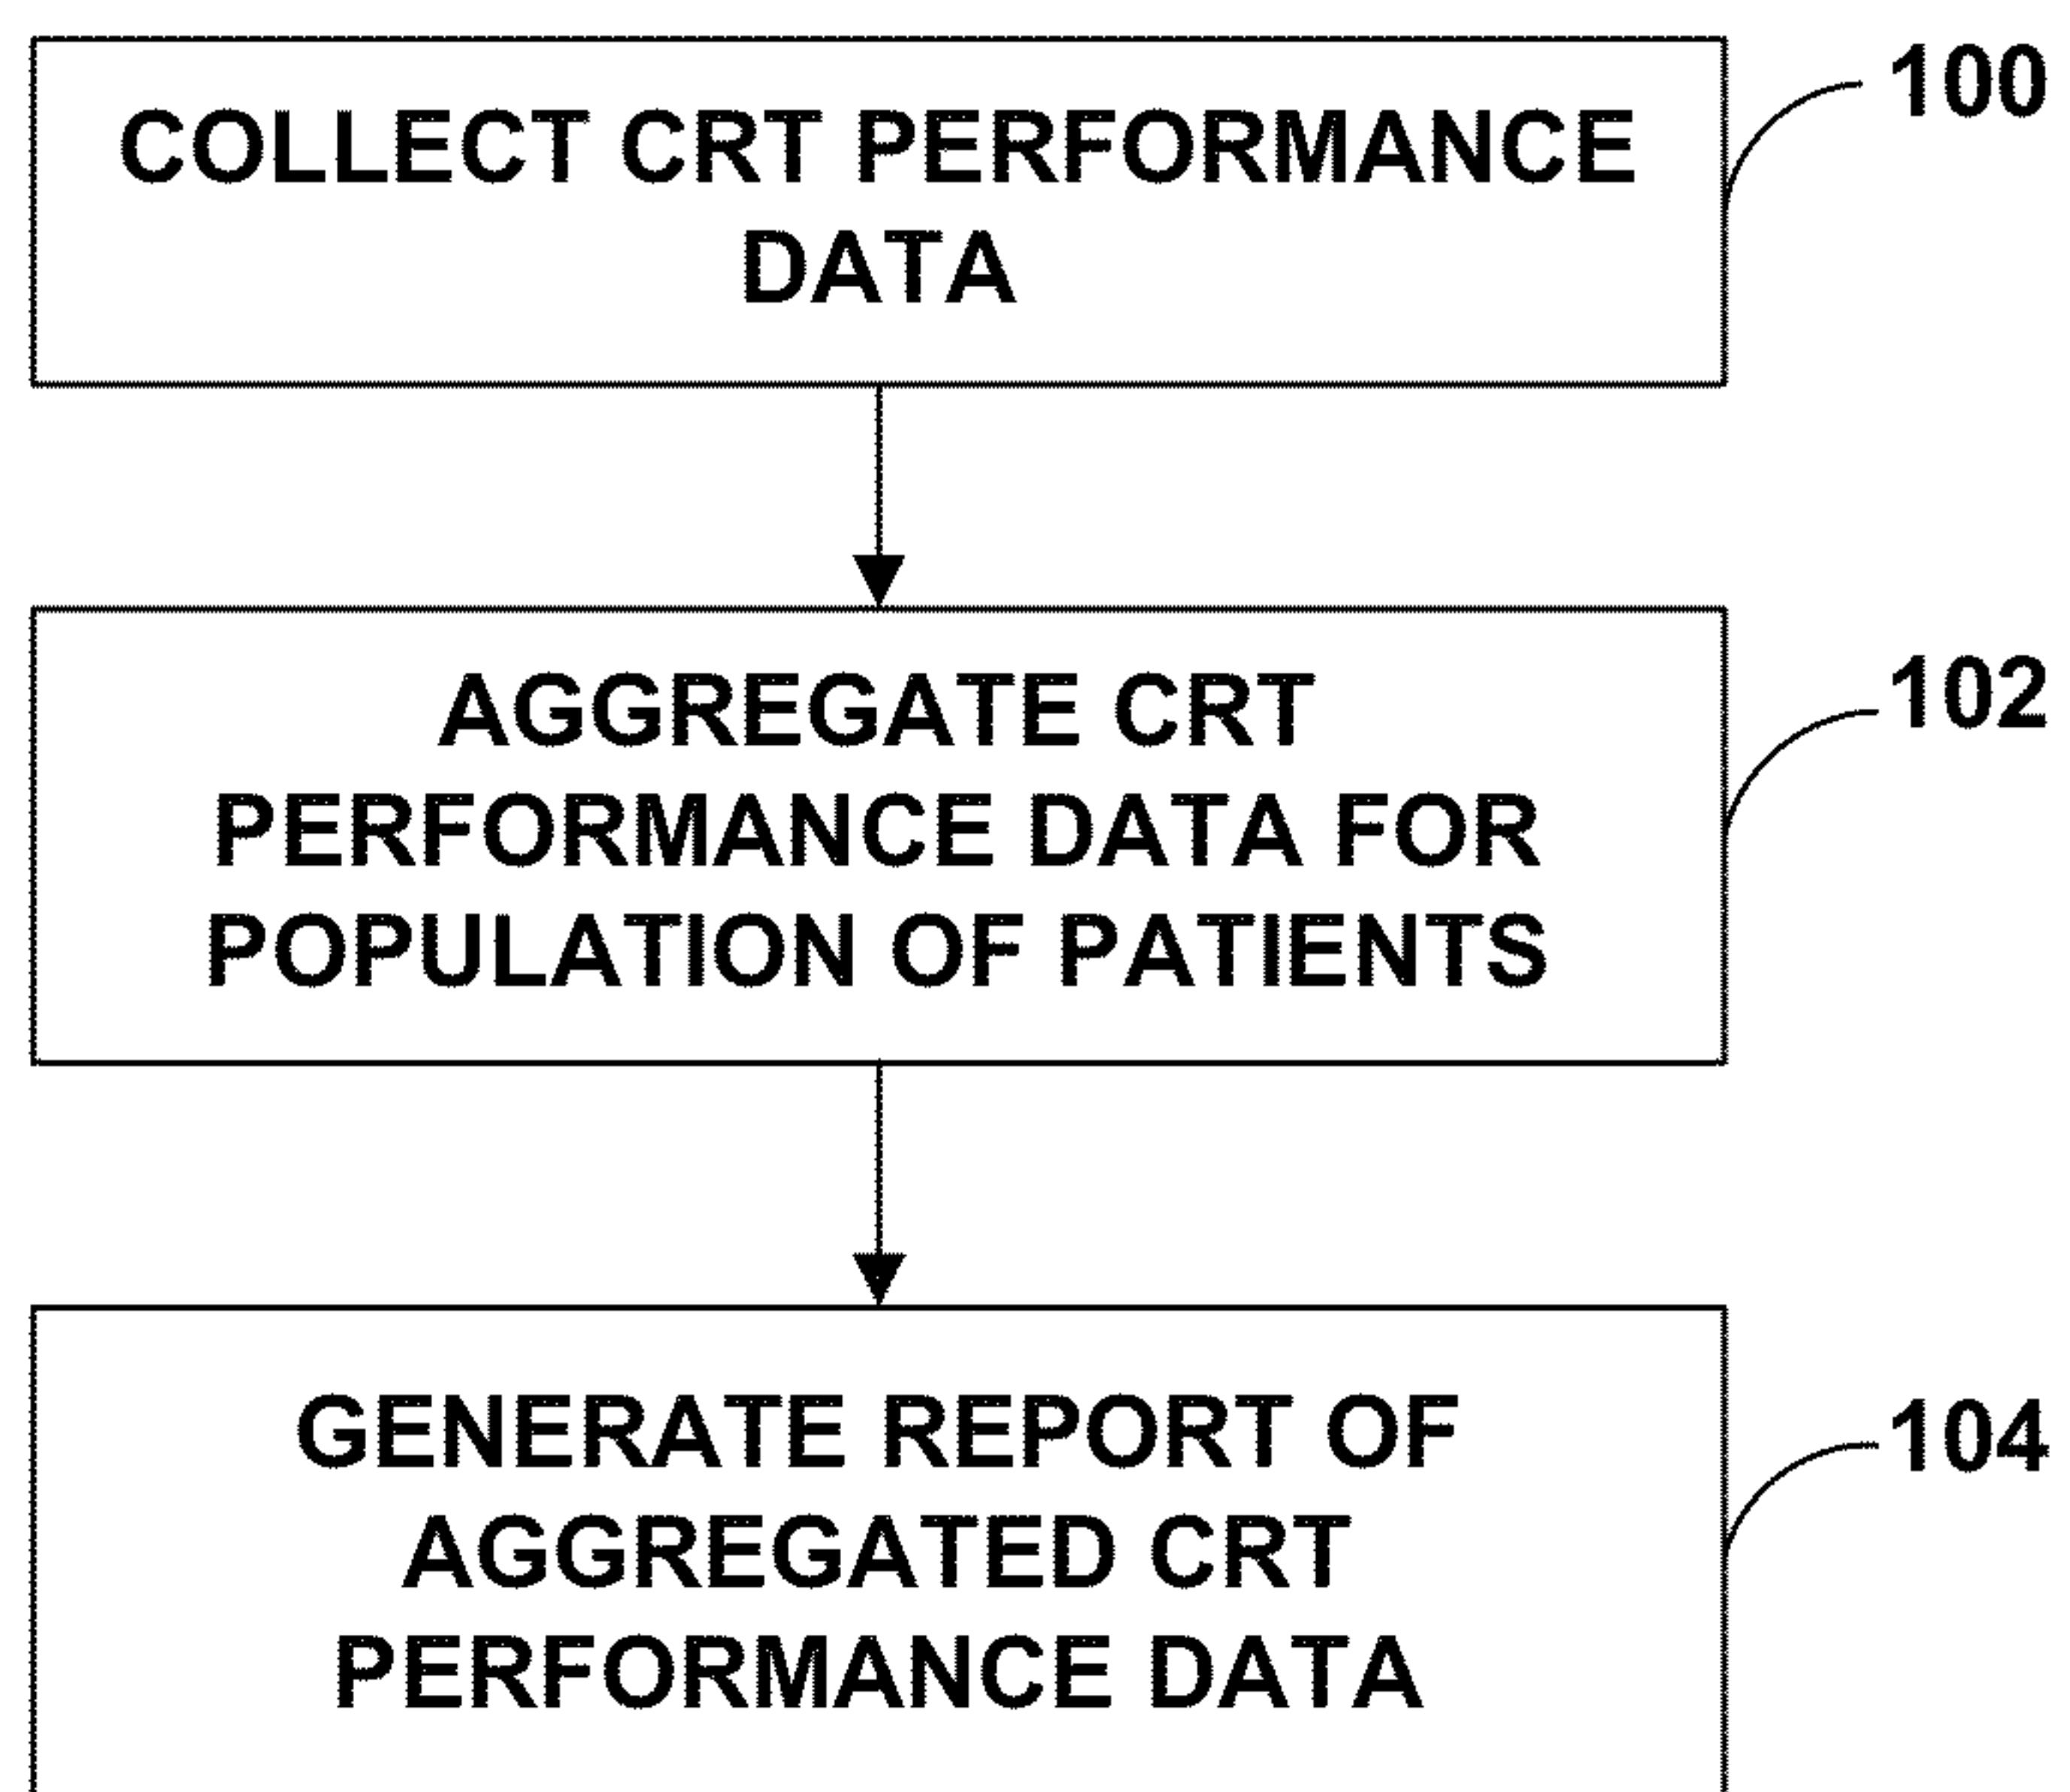 COLLECT CRT PERFORMANCE
DATA
100
AGGREGATE CRT
PERFORMANCE DATA FOR
POPULATION OF PATIENTS
102
GENERATE REPORT OF
AGGREGATED CRT
PERFORMANCE DATA
104